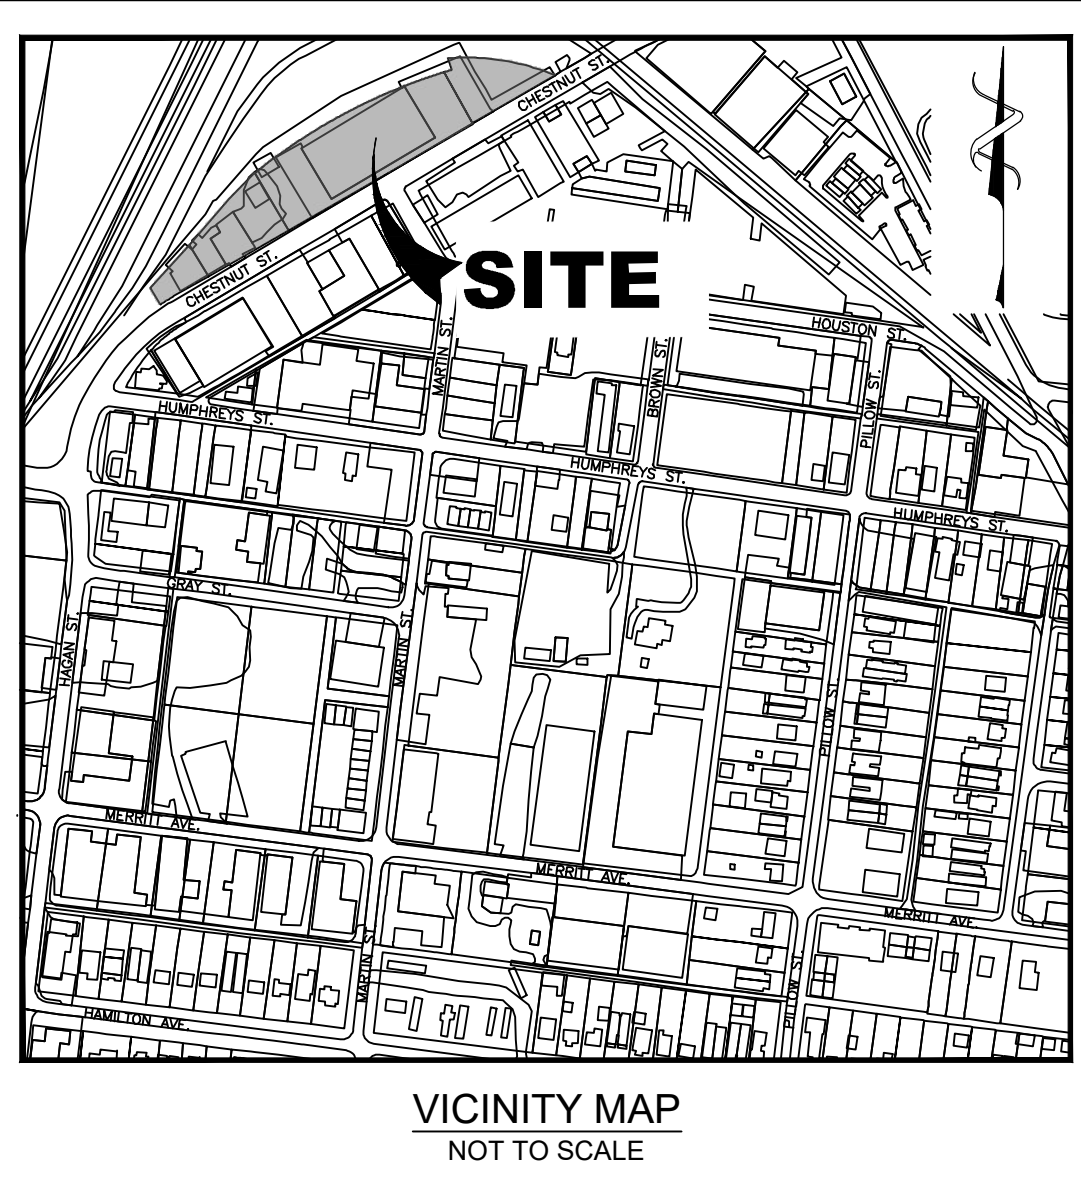 CHESTNUT ST.
CHESTNUT ST.
SITE
HOUSTON ST.
MARTIN ST.
BROWN ST.
PILLOW ST.
HUMPHREYS ST.
HUMPHREYS ST.
HUMPHREYS ST.
GRAY ST.
HAGAN ST.
MARTIN ST.
PILLOW ST.
MERRITT AVE.
MERRITT AVE.
MERRITT AVE.
MARTIN ST.
PILLOW ST.
HAMILTON AVE.
VICINITY MAP
NOT TO SCALE